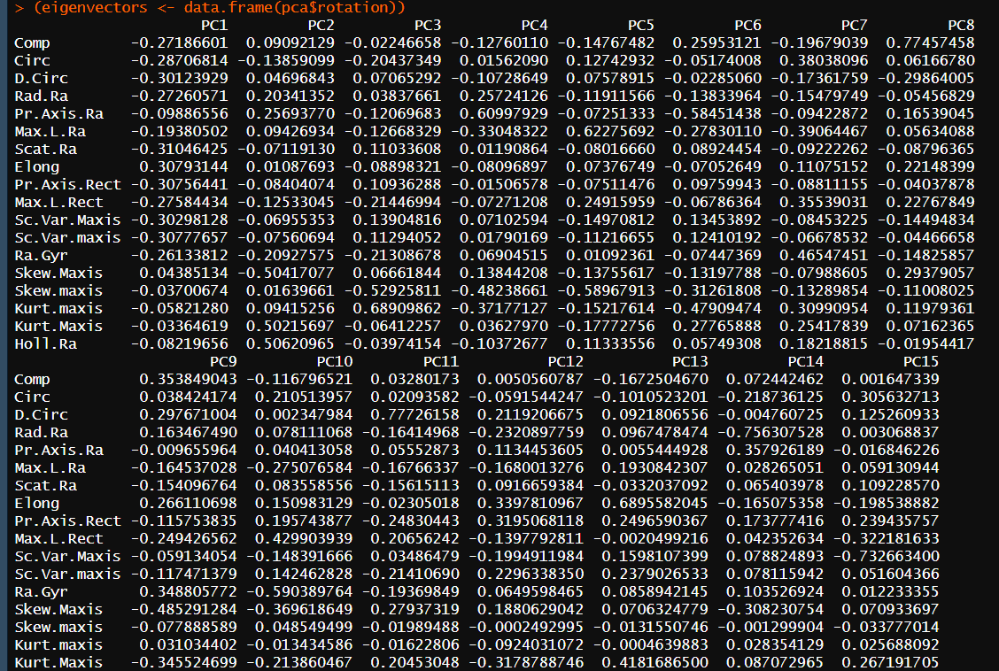 > (eigenvectors <- data.frame(pca$rotation))
PC1 PC2 PC3 PC4 PC5 PC6 PC7 PC8
Comp -0.27186601 0.09092129 -0.02246658 -0.12760110 -0.14767482 0.25953121 -0.19679039 0.77457458
Circ -0.28706814 -0.13859099 -0.20437349 0.01562090 0.12742932 -0.05174008 0.38038096 0.06166780
D.Circ -0.30123929 0.04696843 0.07065292 -0.10728649 0.07578915 -0.02285060 -0.17361759 -0.29864005
Rad.Ra -0.27260571 0.20341352 0.03837661 0.25724126 -0.11911566 -0.13833964 -0.15479749 -0.05456829
Pr.Axis.Ra -0.09886556 0.25693770 -0.12069683 0.60997929 -0.07251333 -0.58451438 -0.09422872 0.16539045
Max.L.Ra -0.19380502 0.09426934 -0.12668329 -0.33048322 0.62275692 -0.27830110 -0.39064467 0.05634088
Scat.Ra -0.31046425 -0.07119130 0.11033608 0.01190864 -0.08016660 0.08924454 -0.09222262 -0.08796365
Elong 0.30793144 0.01087693 -0.08898321 -0.08096897 0.07376749 -0.07052649 0.11075152 0.22148399
Pr.Axis.Rect -0.30756441 -0.08404074 0.10936288 -0.01506578 -0.07511476 0.09759943 -0.08811155 -0.04037878
Max.L.Rect -0.27584434 -0.12533045 -0.21446994 -0.07271208 0.24915959 -0.06786364 0.35539031 0.22767849
Sc.Var.Maxis -0.30298128 -0.06955353 0.13904816 0.07102594 -0.14970812 0.13453892 -0.08453225 -0.14494834
Sc.Var.maxis -0.30777657 -0.07560694 0.11294052 0.01790169 -0.11216655 0.12410192 -0.06678532 -0.04466658
Ra.Gyr -0.26133812 -0.20927575 -0.21308678 0.06904515 0.01092361 -0.07447369 0.46547451 -0.14825857
Skew.Maxis 0.04385134 -0.50417077 0.06661844 0.13844208 -0.13755617 -0.13197788 -0.07988605 0.29379057
Skew.maxis -0.03700674 0.01639661 -0.52925811 -0.48238661 -0.58967913 -0.31261808 -0.13289854 -0.11008025
Kurt.maxis -0.05821280 0.09415256 0.68909862 -0.37177127 -0.15217614 -0.47909474 0.30990954 0.11979361
Kurt.Maxis -0.03364619 0.50215697 -0.06412257 0.03627970 -0.17772756 0.27765888 0.25417839 0.07162365
Holl.Ra -0.08219656 0.50620965 -0.03974154 -0.10372677 0.11333556 0.05749308 0.18218815 -0.01954417
PC9 PC10 PC11 PC12 PC13 PC14 PC15
Comp 0.353849043 -0.116796521 0.03280173 0.0050560787 -0.1672504670 0.072442462 0.001647339
Circ 0.038424174 0.210513957 0.02093582 -0.0591544247 -0.1010523201 -0.218736125 0.305632713
D.Circ 0.297671004 0.002347984 0.77726158 0.2119206675 0.0921806556 -0.004760725 0.125260933
Rad.Ra 0.163467490 0.078111068 -0.16414968 -0.2320897759 0.0967478474 -0.756307528 0.003068837
Pr.Axis.Ra -0.009655964 0.040413058 0.05552873 0.1134453605 0.0055444928 0.357926189 -0.016846226
Max.L.Ra -0.164537028 -0.275076584 -0.16766337 -0.1680013276 0.1930842307 0.028265051 0.059130944
Scat.Ra -0.154096764 0.083558556 -0.15615113 0.0916659384 -0.0332037092 0.065403978 0.109228570
Elong 0.266110698 0.150983129 -0.02305018 0.3397810967 0.6895582045 -0.165075358 -0.198538882
Pr.Axis.Rect -0.115753835 0.195743877 -0.24830443 0.3195068118 0.2496590367 0.173777416 0.239435757
Max.L.Rect -0.249426562 0.429903939 0.20656242 -0.1397792811 -0.0020499216 0.042352634 -0.322181633
Sc.Var.Maxis -0.059134054 -0.148391666 0.03486479 -0.1994911984 0.1598107399 0.078824893 -0.732663400
Sc.Var.maxis -0.117471379 0.142462828 -0.21410690 0.2296338350 0.2379026533 0.078115942 0.051604366
Ra.Gyr 0.348805772 -0.590389764 -0.19369849 0.0649598465 0.0858942145 0.103526924 0.012233355
Skew.Maxis -0.485291284 -0.369618649 0.27937319 0.1880629042 0.0706324779 -0.308230754 0.070933697
Skew.maxis -0.077888589 0.048549499 -0.01989488 -0.0002492995 -0.0131550746 -0.001299904 -0.033777014
Kurt.maxis 0.031034402 -0.013434586 -0.01622806 -0.0924031072 -0.0004639883 0.028354129 0.025688092
Kurt.Maxis -0.345524699 -0.213860467 0.20453048 -0.3178788746 0.4181686500 0.087072965 0.267191705